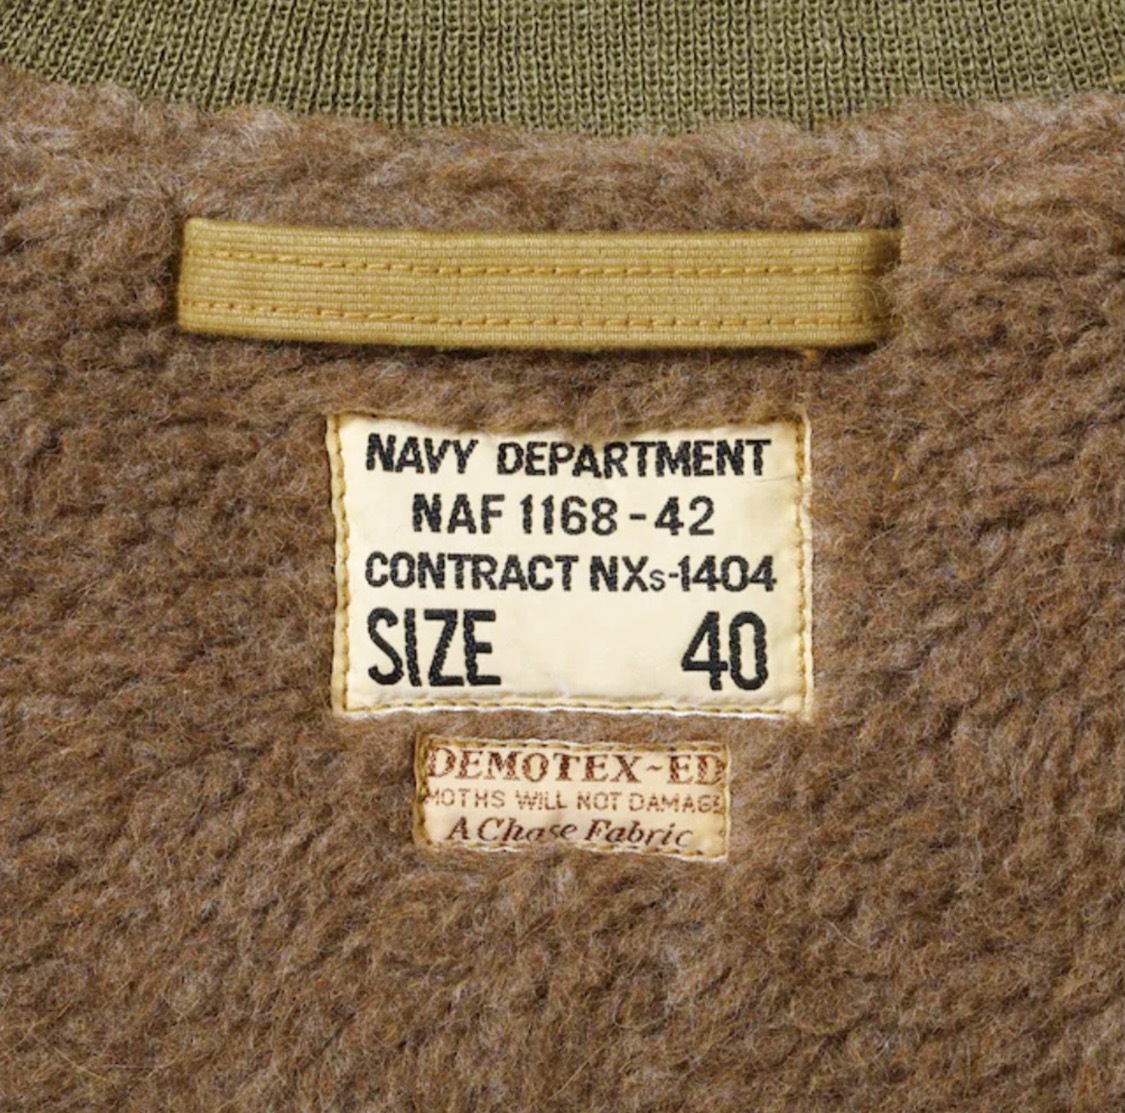 NAVY DEPARTMENT
NAF 1168-42
CONTRACT NXs-1404
SIZE 40
DEMOTEX~ED
MOTHS WILL NOT DAMAGE
A Chase Fabric